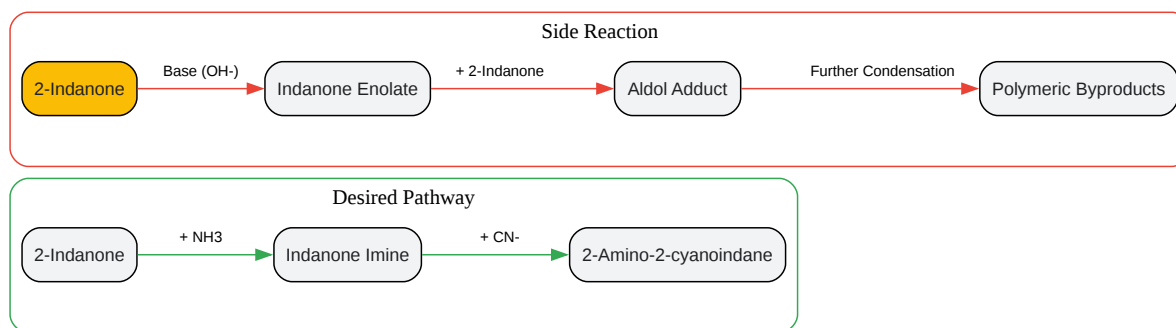 Side Reaction
2-Indanone
Base (OH-)
Indanone Enolate
+ 2-Indanone
Aldol Adduct
Further Condensation
Polymeric Byproducts
Desired Pathway
2-Indanone
+ NH3
Indanone Imine
+ CN-
2-Amino-2-cyanoindane